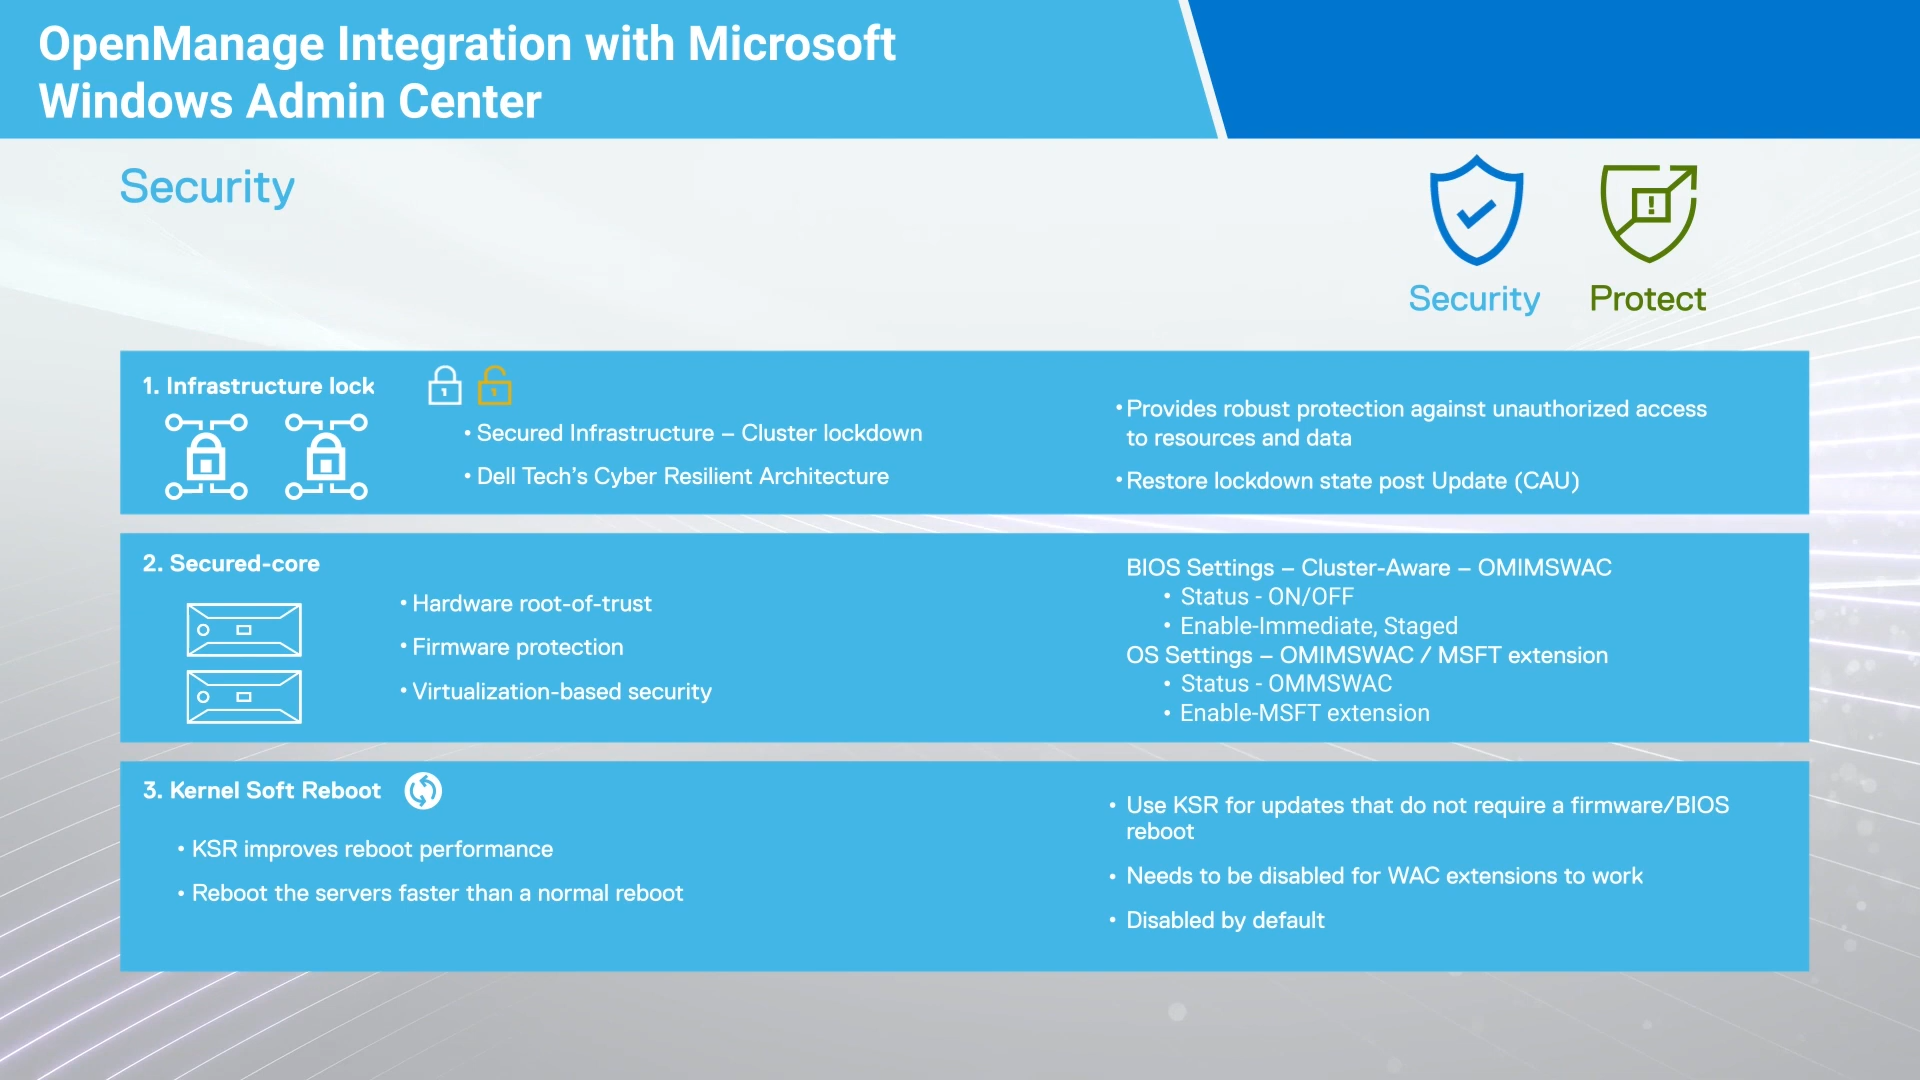 OpenManage Integration with Microsoft
Windows Admin Center
Security
Security
Protect
1. Infrastructure lock
• Secured Infrastructure – Cluster lockdown
• Dell Tech’s Cyber Resilient Architecture
• Provides robust protection against unauthorized access
to resources and data
• Restore lockdown state post Update (CAU)
2. Secured-core
• Hardware root-of-trust
• Firmware protection
• Virtualization-based security
BIOS Settings – Cluster-Aware – OMIMSWAC
• Status - ON/OFF
• Enable-Immediate, Staged
OS Settings – OMIMSWAC / MSFT extension
• Status - OMMSWAC
• Enable-MSFT extension
3. Kernel Soft Reboot
• KSR improves reboot performance
• Reboot the servers faster than a normal reboot
• Use KSR for updates that do not require a firmware/BIOS
reboot
• Needs to be disabled for WAC extensions to work
• Disabled by default